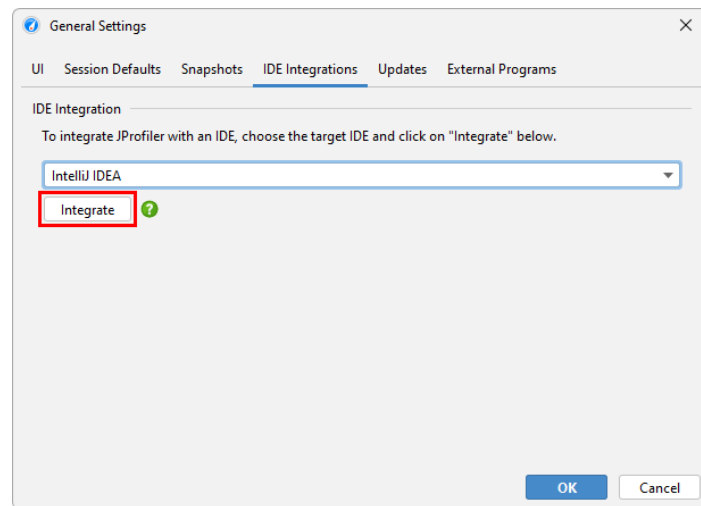 General Settings
UI Session Defaults Snapshots IDE Integrations Updates External Programs
IDE Integration
To integrate JProfiler with an IDE, choose the target IDE and click on "Integrate" below.
IntelliJ IDEA
Integrate ?
OK Cancel